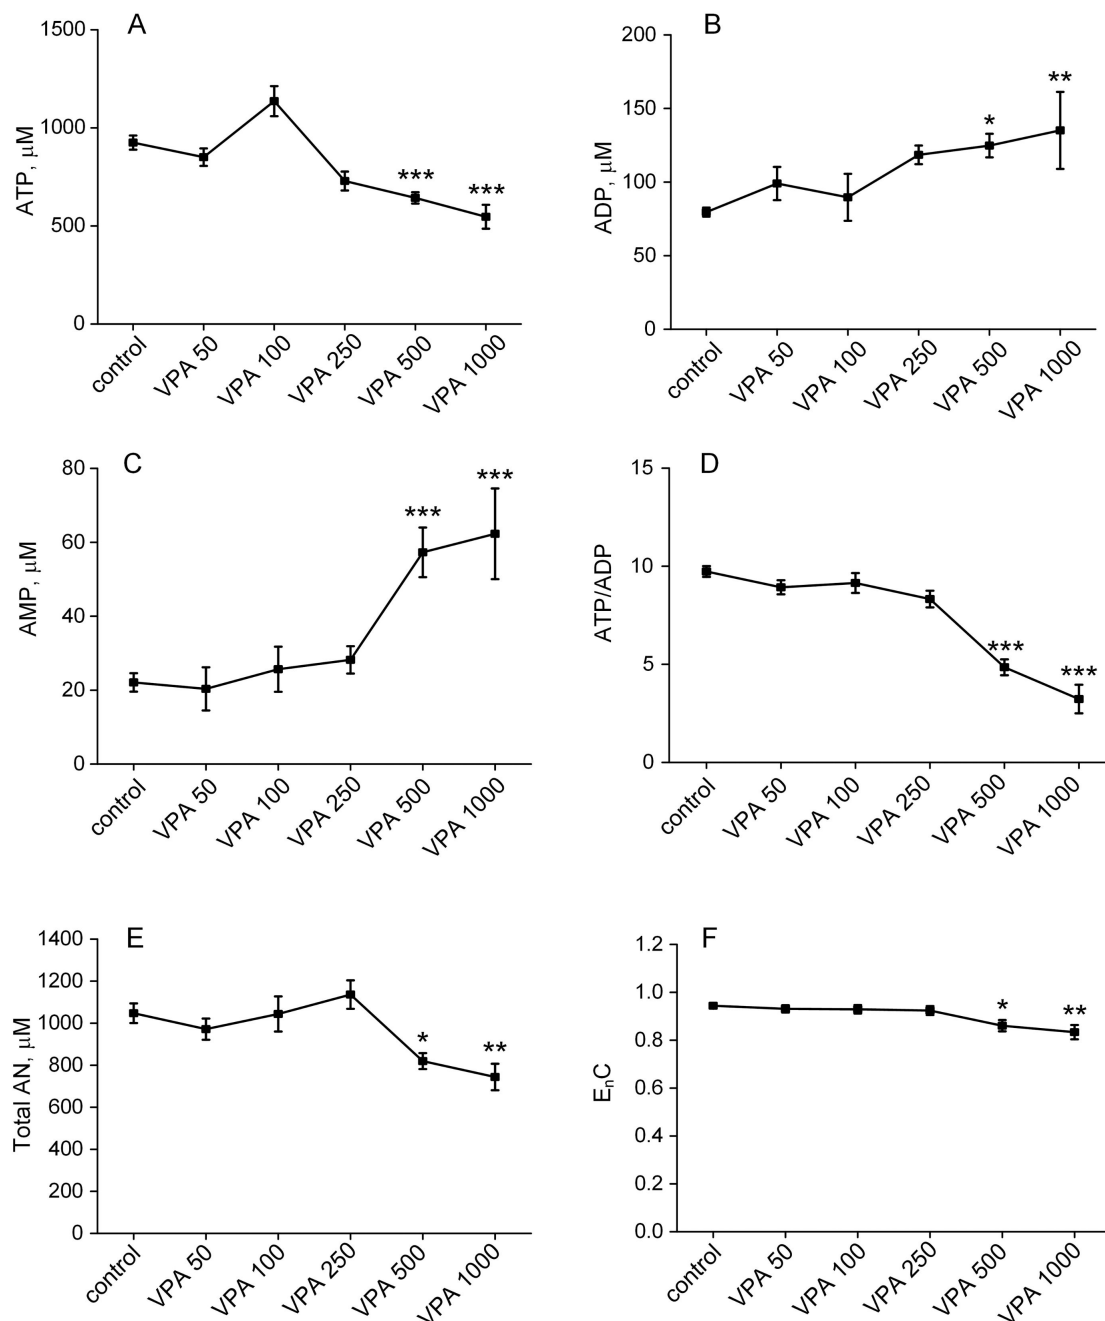 A
ATP, μM
1500
1000
500
0
***
***
control
VPA 50
VPA 100
VPA 250
VPA 500
VPA 1000
B
ADP, μM
200
150
100
50
0
*
**
control
VPA 50
VPA 100
VPA 250
VPA 500
VPA 1000
C
AMP, μM
80
60
40
20
0
***
***
control
VPA 50
VPA 100
VPA 250
VPA 500
VPA 1000
D
ATP/ADP
15
10
5
0
***
***
control
VPA 50
VPA 100
VPA 250
VPA 500
VPA 1000
E
Total AN, μM
1400
1200
1000
800
600
400
200
0
*
**
control
VPA 50
VPA 100
VPA 250
VPA 500
VPA 1000
F
EₙC
1.2
1.0
0.8
0.6
0.4
0.2
0.0
*
**
control
VPA 50
VPA 100
VPA 250
VPA 500
VPA 1000